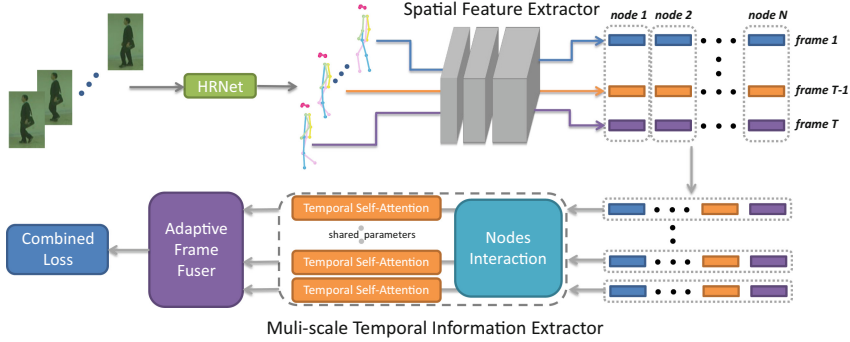 Spatial Feature Extractor
node 1 node 2 node N
frame 1
HRNet
frame T-1
frame T
Temporal Self-Attention
shared parameters
Temporal Self-Attention
Temporal Self-Attention
Nodes
Interaction
Adaptive
Frame
Fuser
Combined
Loss
Muli-scale Temporal Information Extractor